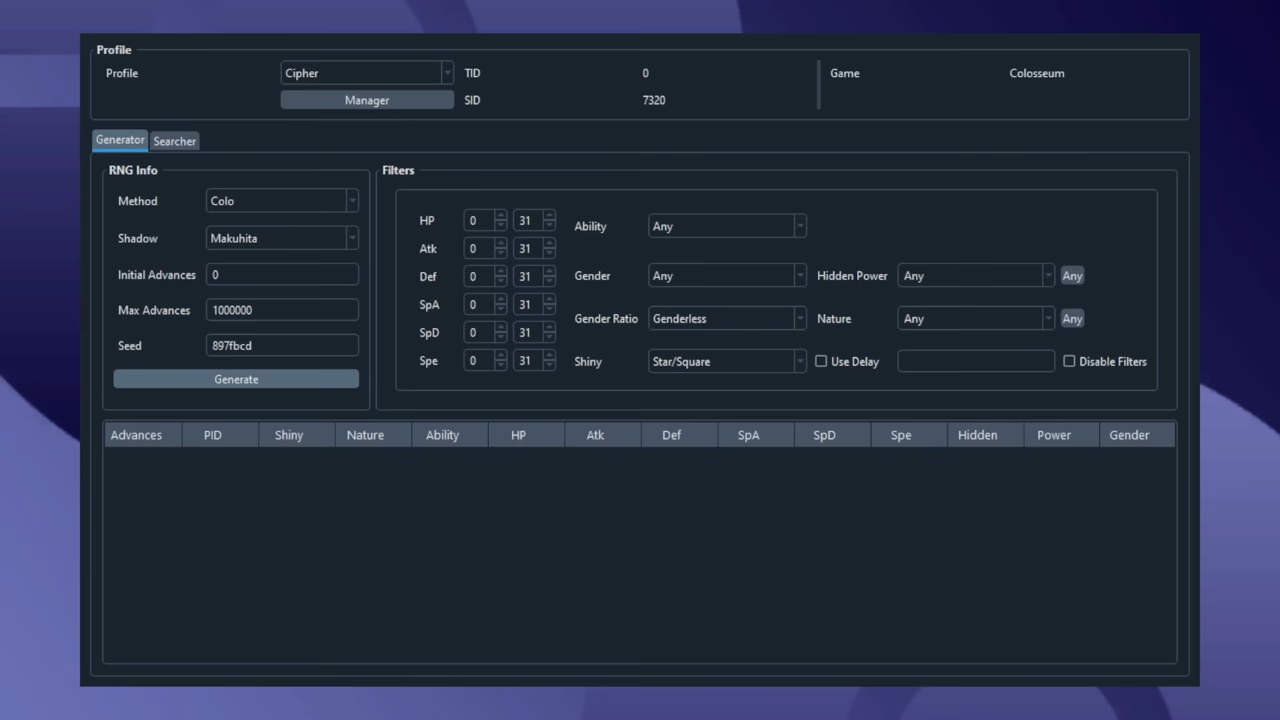 Profile
Profile Cipher TID 0 Game Colosseum
Manager SID 7320
Generator Searcher
RNG Info
Method Colo
Shadow Makuhita
Initial Advances 0
Max Advances 1000000
Seed 897fbcd
Generate
Filters
HP 0 31
Atk 0 31
Def 0 31
SpA 0 31
SpD 0 31
Spe 0 31
Ability Any
Gender Any Hidden Power Any Any
Gender Ratio Genderless Nature Any Any
Shiny Star/Square Use Delay Disable Filters
Advances PID Shiny Nature Ability HP Atk Def SpA SpD Spe Hidden Power Gender